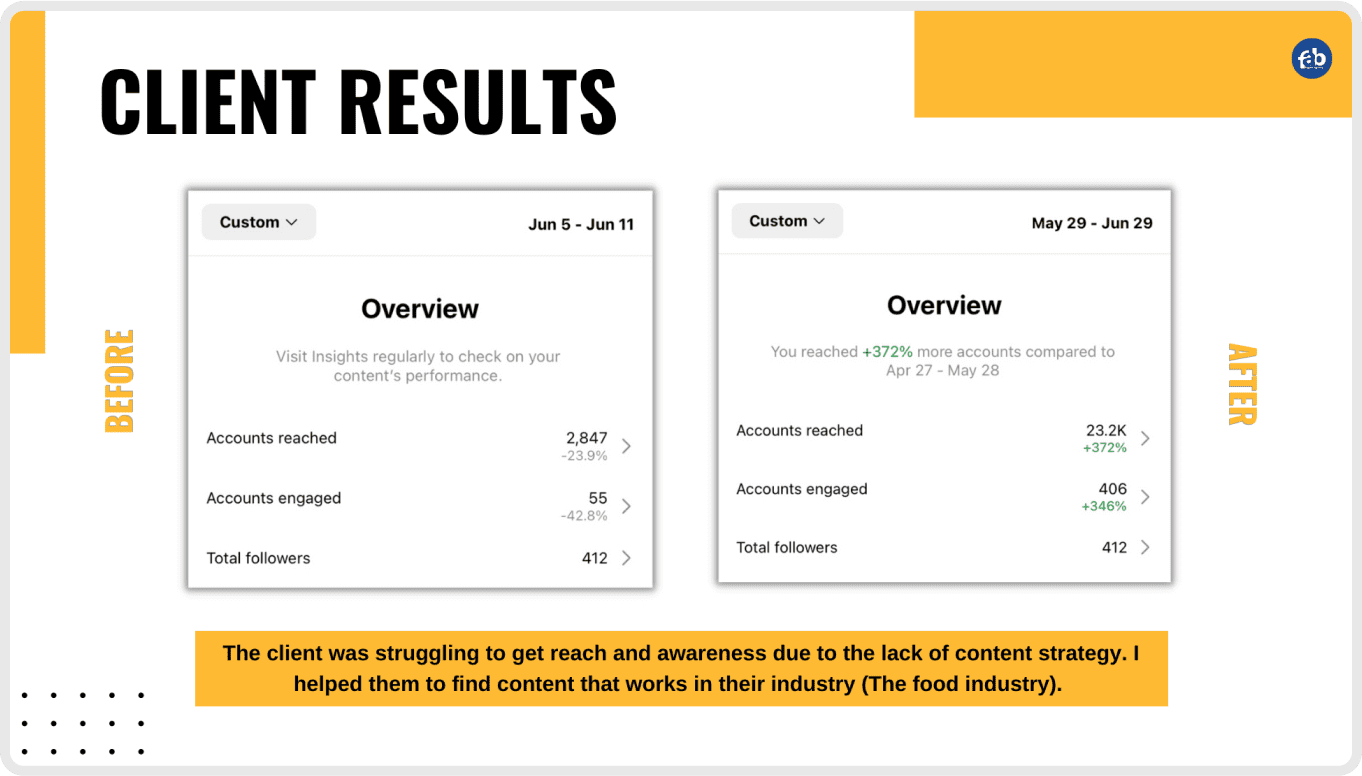 fab
CLIENT RESULTS
BEFORE
Custom
Jun 5 - Jun 11
Overview
Visit Insights regularly to check on your
content's performance.
Accounts reached
2,847
-23.9%
Accounts engaged
55
-42.8%
Total followers
412
Custom
May 29 - Jun 29
Overview
You reached +372% more accounts compared to
Apr 27 - May 28
Accounts reached
23.2K
+372%
Accounts engaged
406
+346%
Total followers
412
AFTER
The client was struggling to get reach and awareness due to the lack of content strategy. I
helped them to find content that works in their industry (The food industry).